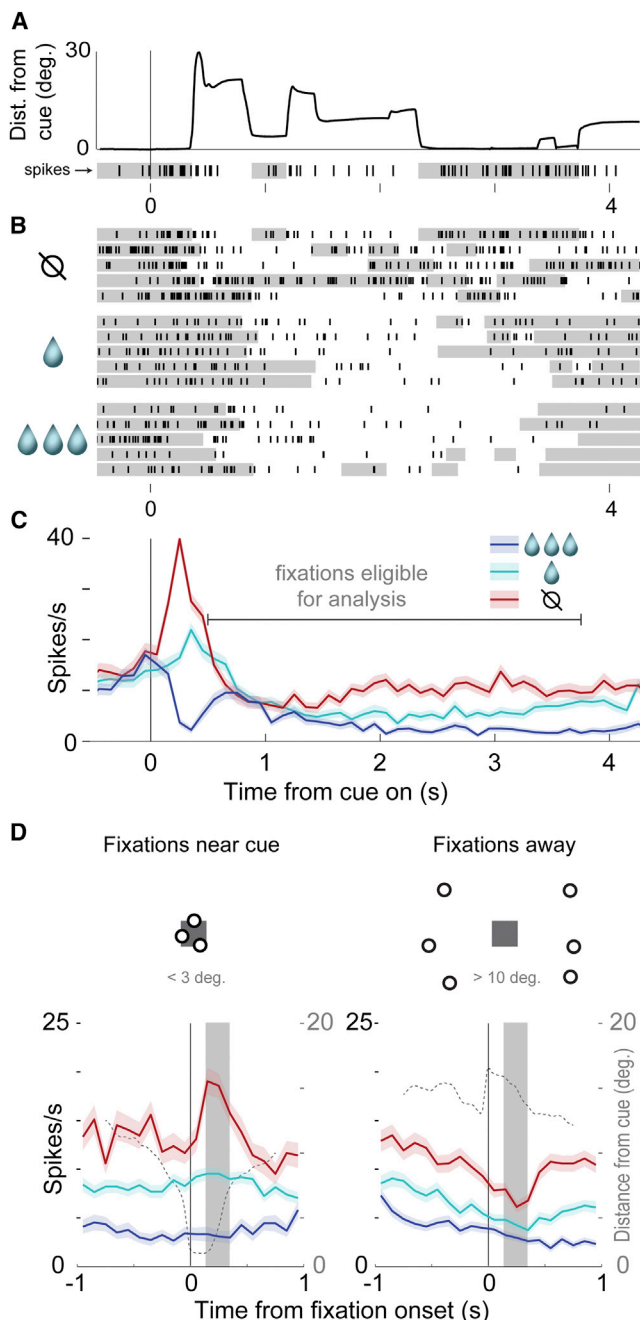 A
30
0
Dist. from
cue (deg.)
spikes
0
4
B
0
4
C
40
0
Spikes/s
fixations eligible
for analysis
0
1
2
3
4
Time from cue on (s)
D
Fixations near cue
Fixations away
< 3 deg.
> 10 deg.
25
20
25
20
Spikes/s
Distance from cue (deg.)
0
0
0
0
-1
0
1
-1
0
1
Time from fixation onset (s)